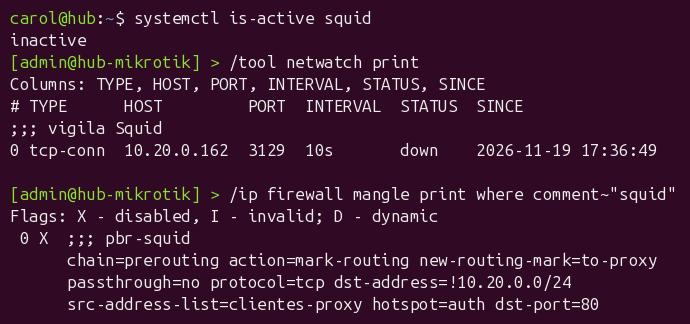 carol@hub:~$ systemctl is-active squid
inactive
[admin@hub-mikrotik] > /tool netwatch print
Columns: TYPE, HOST, PORT, INTERVAL, STATUS, SINCE
# TYPE      HOST         PORT  INTERVAL  STATUS  SINCE
;;; vigila Squid
0 tcp-conn  10.20.0.162  3129  10s       down    2026-11-19 17:36:49
[admin@hub-mikrotik] > /ip firewall mangle print where comment~"squid"
Flags: X - disabled, I - invalid; D - dynamic
 0 X  ;;; pbr-squid
      chain=prerouting action=mark-routing new-routing-mark=to-proxy
      passthrough=no protocol=tcp dst-address=!10.20.0.0/24
      src-address-list=clientes-proxy hotspot=auth dst-port=80